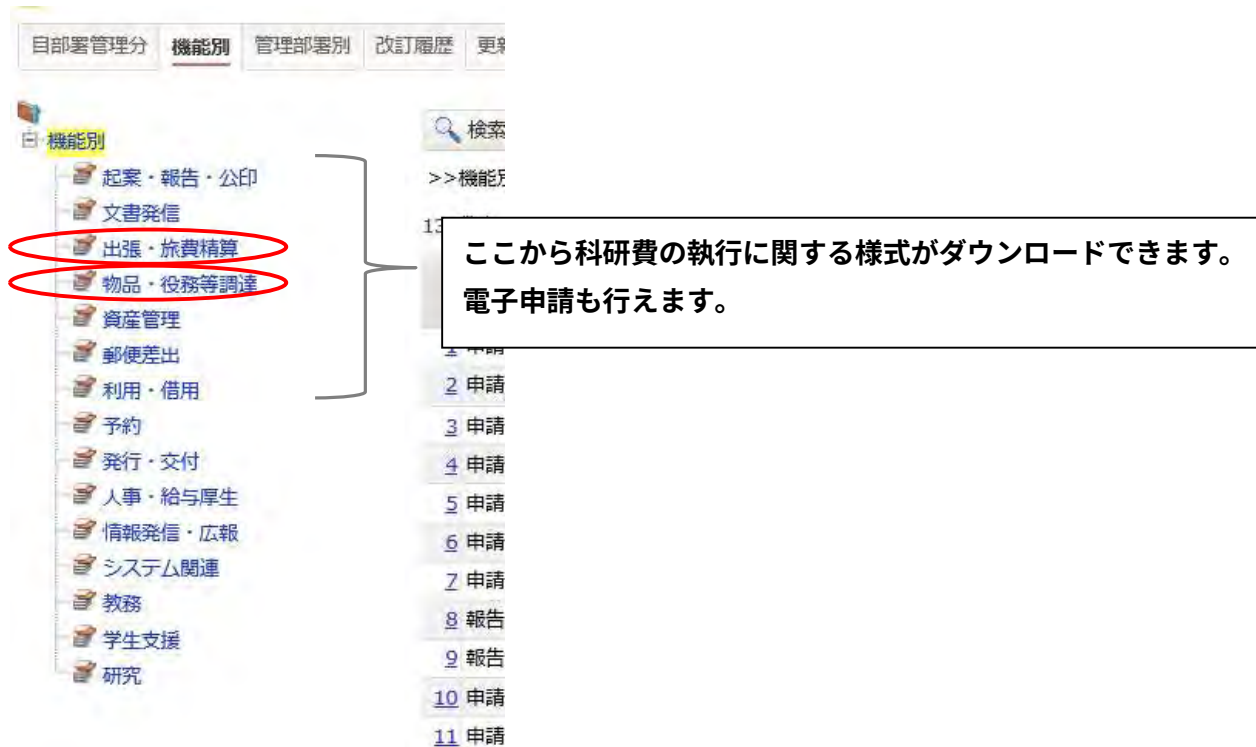 自部署管理分 機能別 管理部署別 改訂履歴
機能別
起案・報告・公印
文書発信
出張・旅費精算
物品・役務等調達
資産管理
郵便差出
利用・借用
予約
発行・交付
人事・給与厚生
情報発信・広報
システム関連
教務
学生支援
研究
検索
>>機能別
13
ここから科研費の執行に関する様式がダウンロードできます。
電子申請も行えます。
2 申請
3 申請
4 申請
5 申請
6 申請
7 申請
8 報告
9 報告
10 申請
11 申請